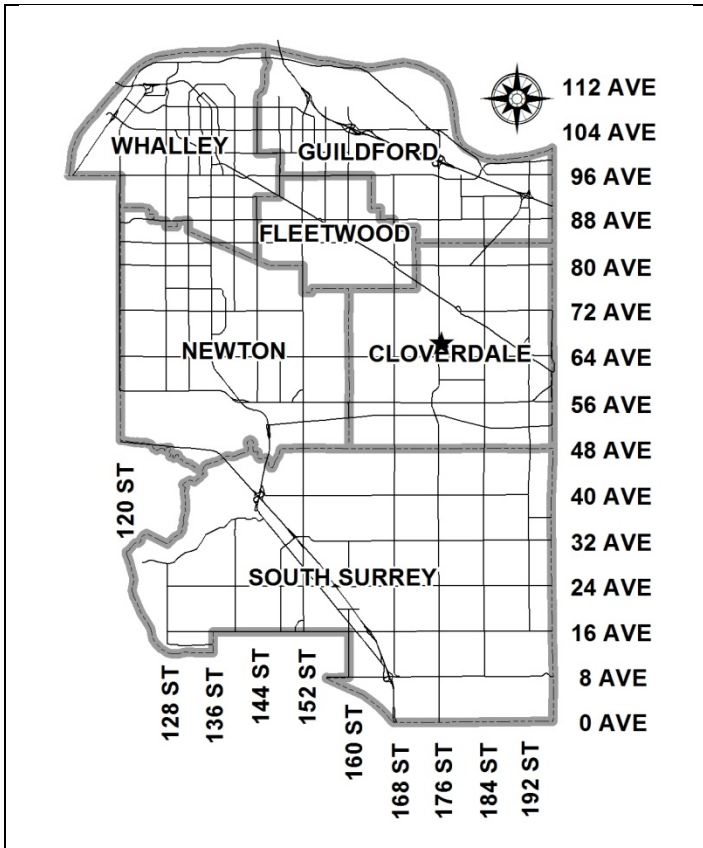 112 AVE
104 AVE
WHALLEY
GUILDFORD
96 AVE
88 AVE
FLEETWOOD
80 AVE
72 AVE
NEWTON
CLOVERDALE
64 AVE
56 AVE
48 AVE
120 ST
40 AVE
32 AVE
SOUTH SURREY
24 AVE
16 AVE
8 AVE
0 AVE
128 ST
136 ST
144 ST
152 ST
160 ST
168 ST
176 ST
184 ST
192 ST